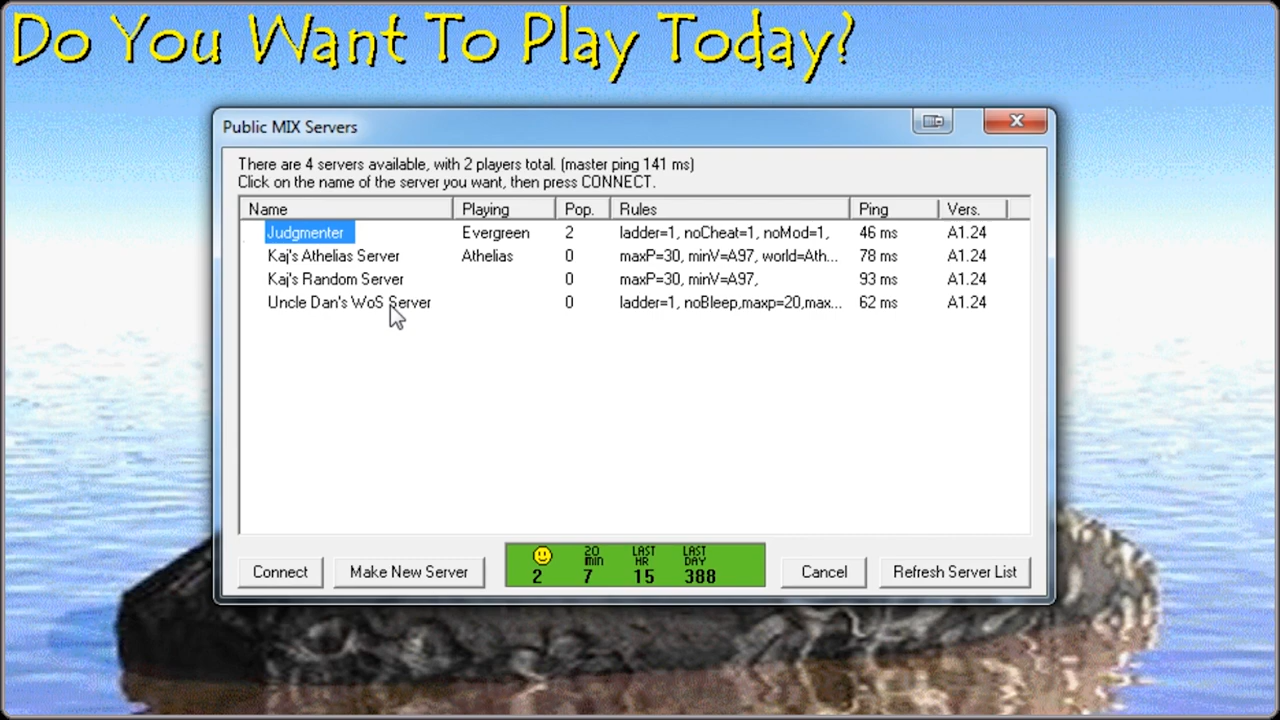 Do You Want To Play Today?
Public MIX Servers
There are 4 servers available, with 2 players total. (master ping 141 ms)
Click on the name of the server you want, then press CONNECT.
Name Playing Pop. Rules Ping Vers.
Judgmenter Evergreen 2 ladder=1, noCheat=1, noMod=1, 46 ms A1.24
Kaj's Athelias Server Athelias 0 maxP=30, minV=A97, world=Ath... 78 ms A1.24
Kaj's Random Server 0 maxP=30, minV=A97, 93 ms A1.24
Uncle Dan's WoS Server 0 ladder=1, noBleep,maxp=20,max... 62 ms A1.24
Connect Make New Server 2 20 min 7 LAST HR 15 LAST DAY 388 Cancel Refresh Server List